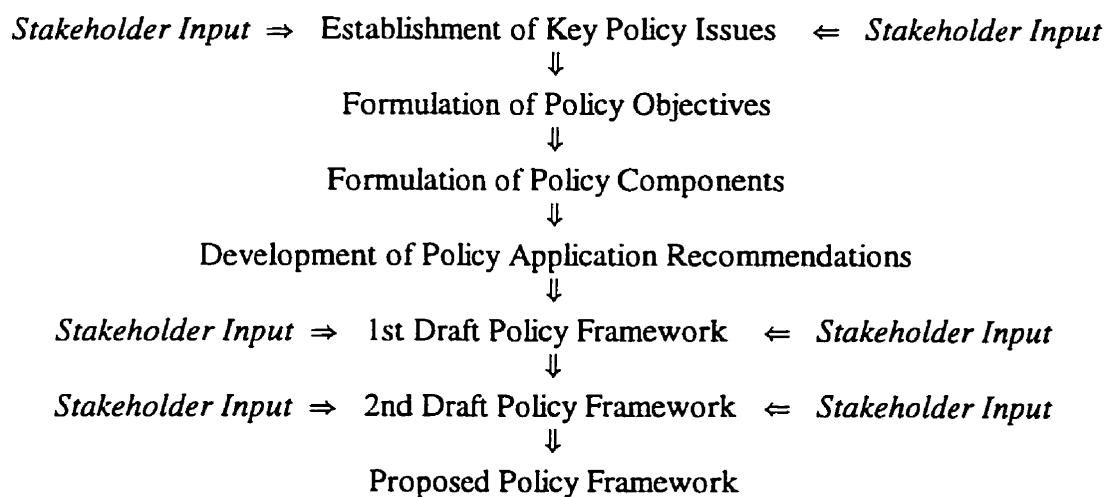 Stakeholder Input ⇒ Establishment of Key Policy Issues ⇐ Stakeholder Input
⇓
Formulation of Policy Objectives
⇓
Formulation of Policy Components
⇓
Development of Policy Application Recommendations
⇓
Stakeholder Input ⇒ 1st Draft Policy Framework ⇐ Stakeholder Input
⇓
Stakeholder Input ⇒ 2nd Draft Policy Framework ⇐ Stakeholder Input
⇓
Proposed Policy Framework